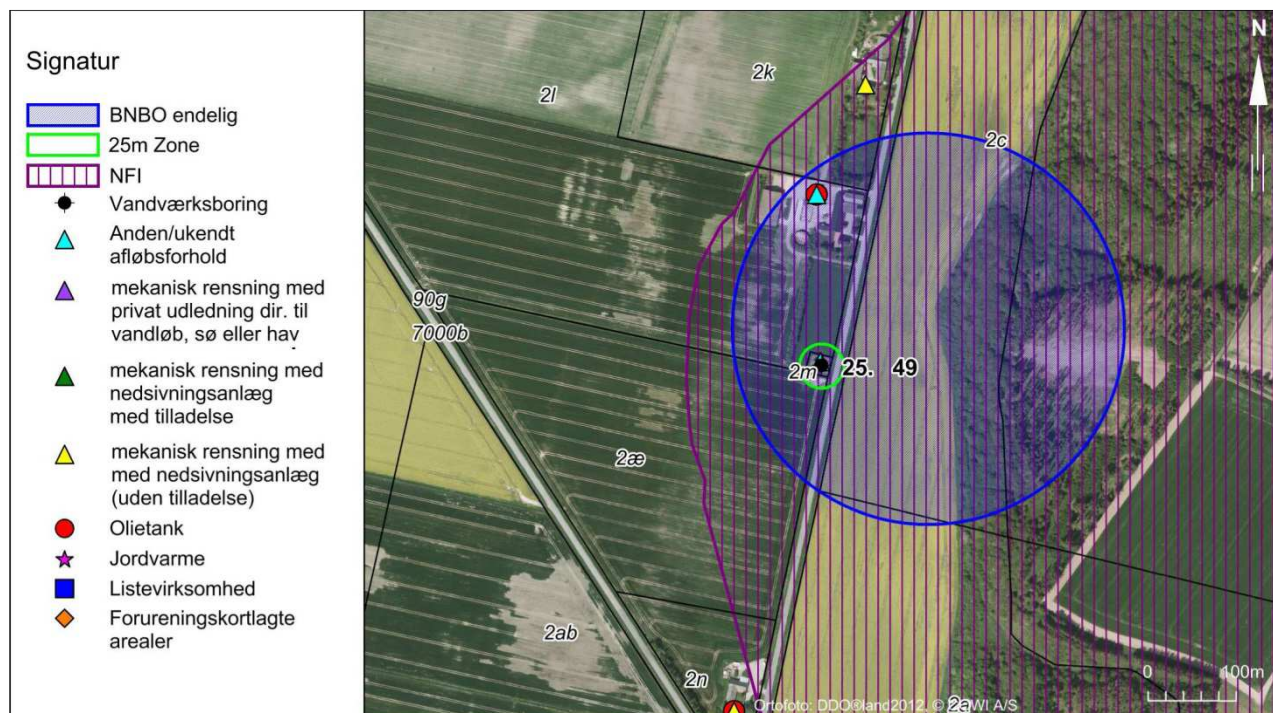 Signatur
BNBO endelig
25m Zone
NFI
Vandværksboring
Anden/ukendt
afløbsforhold
mekanisk rensning med
privat udledning dir. til
vandløb, sø eller hav
mekanisk rensning med
nedsivningsanlæg
med tilladelse
mekanisk rensning med
med nedsivningsanlæg
(uden tilladelse)
Olietank
Jordvarme
Listevirksomhed
Forureningskortlagte
arealer
N
2k
2l
2c
90g
7000b
2m
25. 49
2æ
2ab
2n
2a
0 100m
Ortofoto: DDO®land2012, ©
A/S